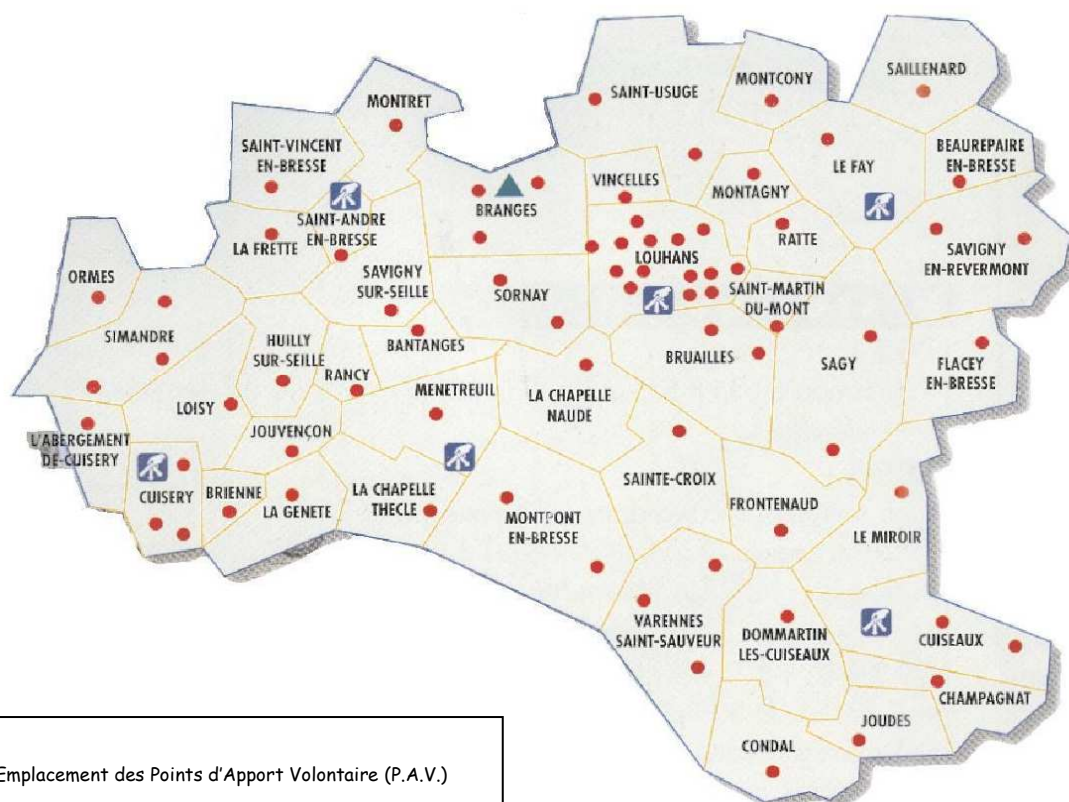 SAILLENARD
MONTCONY
SAINT-USUGE
MONTRET
SAINT-VINCENT
EN-BRESSE
BEAUREPAIRE
EN-BRESSE
LE FAY
VINCELLES
MONTAGNY
BRANGES
SAINT-ANDRE
EN-BRESSE
LA FRETTE
RATTE
SAVIGNY
EN-REVERMONT
LOUHANS
ORMES
SAVIGNY
SUR-SEILLE
SORNAY
SAINT-MARTIN
DU-MONT
SIMANDRE
HUILLY
SUR-SEILLE
BANTANGES
BRUAILLES
SAGY
FLACEY
EN-BRESSE
RANCY
MENETREUIL
LA CHAPELLE
NAUDE
LOISY
JOUVENÇON
L'ABERGEMENT
DE-CUISERY
CUISERY
BRIENNE
LA GENETE
LA CHAPELLE
THECLE
SAINTE-CROIX
MONTPONT
EN-BRESSE
FRONTENAUD
LE MIROIR
VARENNES
SAINT-SAUVEUR
DOMMARTIN
LES-CUISEAUX
CUISEAUX
CHAMPAGNAT
JOUDES
CONDAL
Emplacement des Points d'Apport Volontaire (P.A.V.)